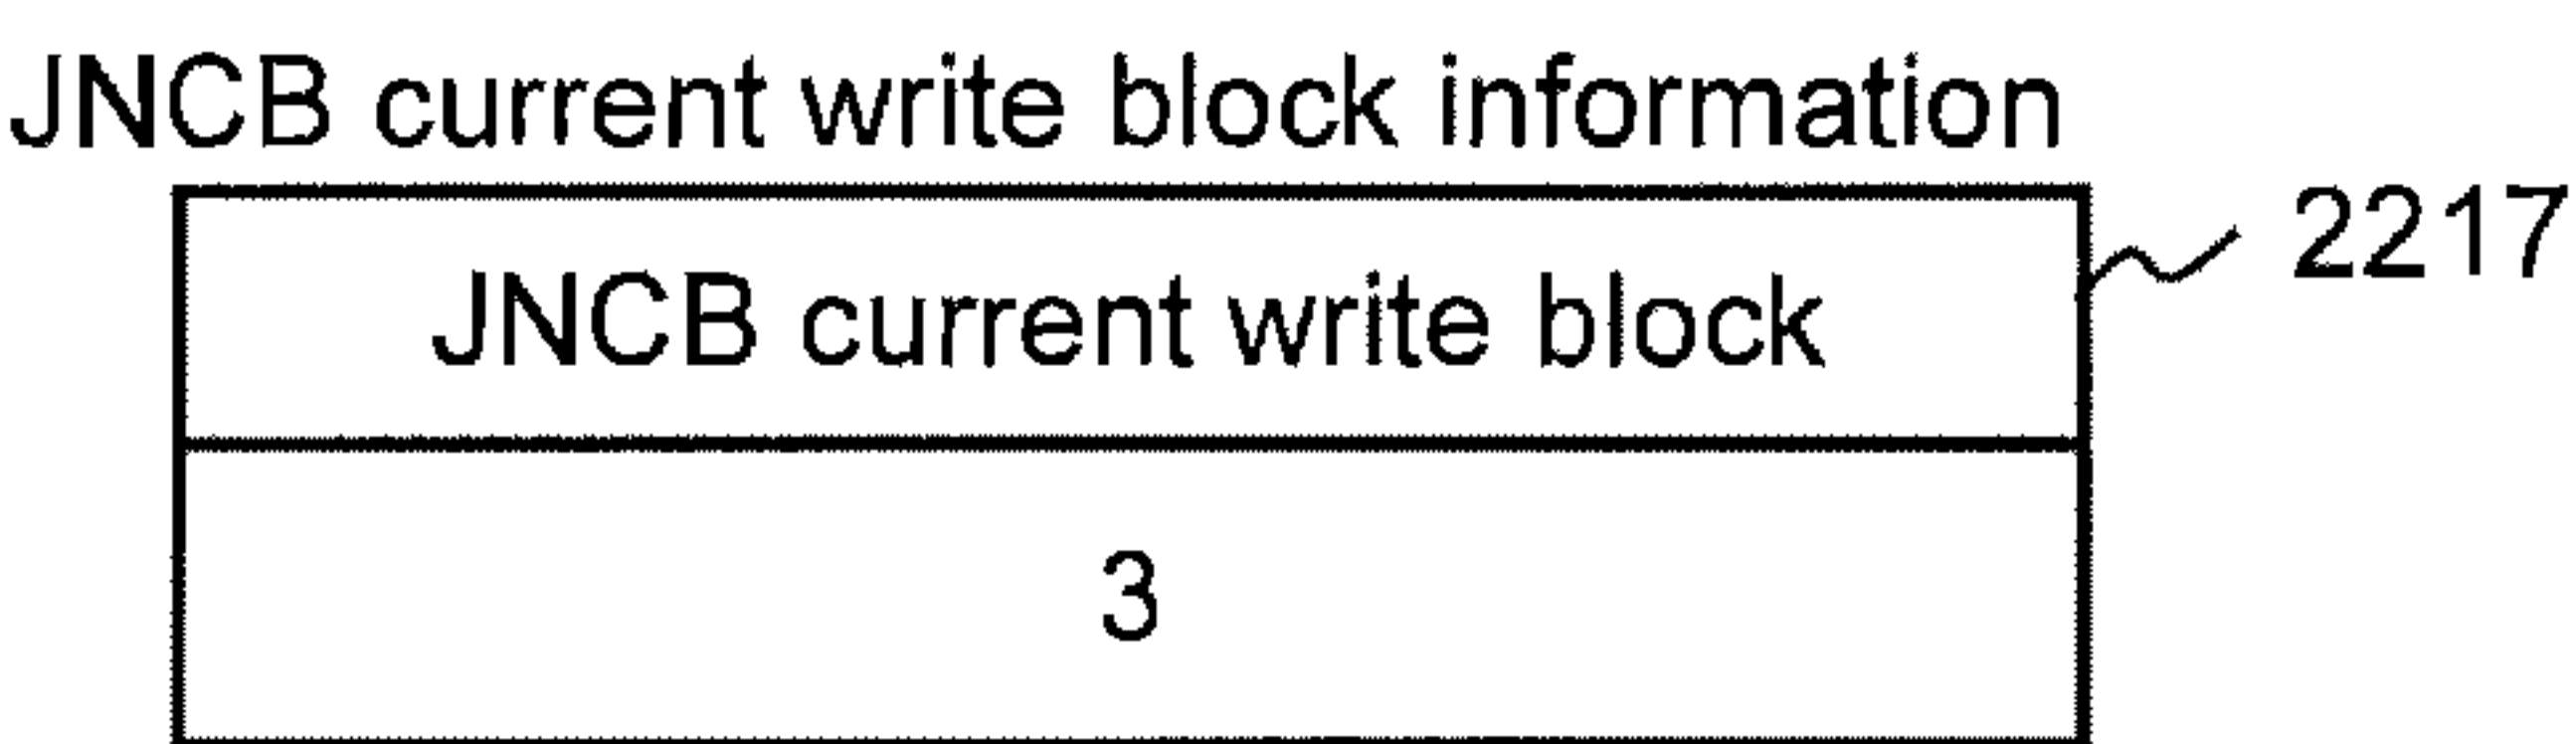 JNCB current write block information
2217
JNCB current write block
3